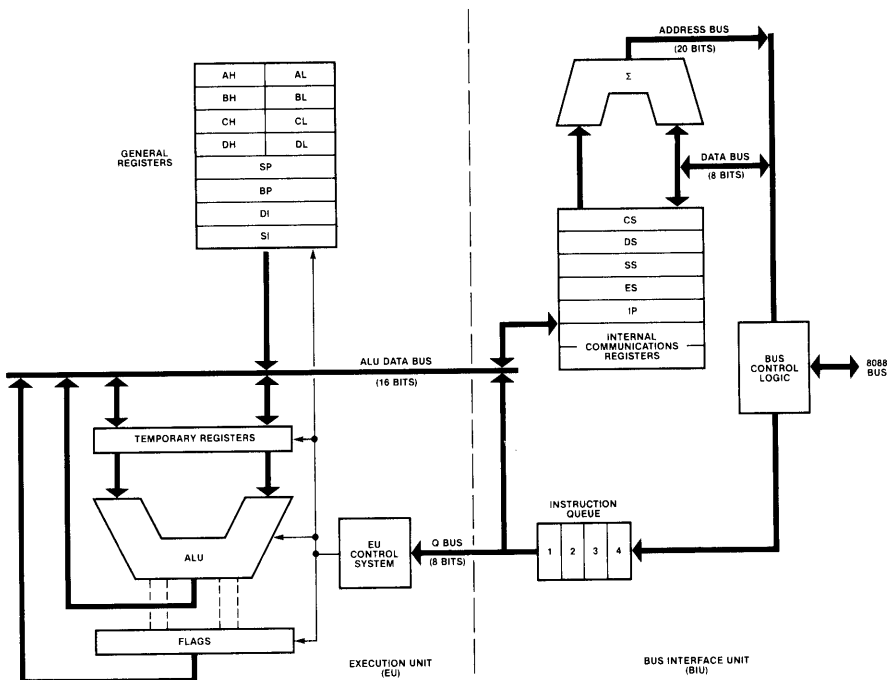 ADDRESS BUS
(20 BITS)
Σ
AH AL
BH BL
CH CL
DH DL
SP
BP
DI
SI
GENERAL
REGISTERS
DATA BUS
(8 BITS)
CS
DS
SS
ES
IP
INTERNAL
COMMUNICATIONS
REGISTERS
BUS
CONTROL
LOGIC
8088
BUS
ALU DATA BUS
(16 BITS)
TEMPORARY REGISTERS
ALU
FLAGS
EU
CONTROL
SYSTEM
Q BUS
(8 BITS)
INSTRUCTION
QUEUE
1 2 3 4
EXECUTION UNIT
(EU)
BUS INTERFACE UNIT
(BIU)